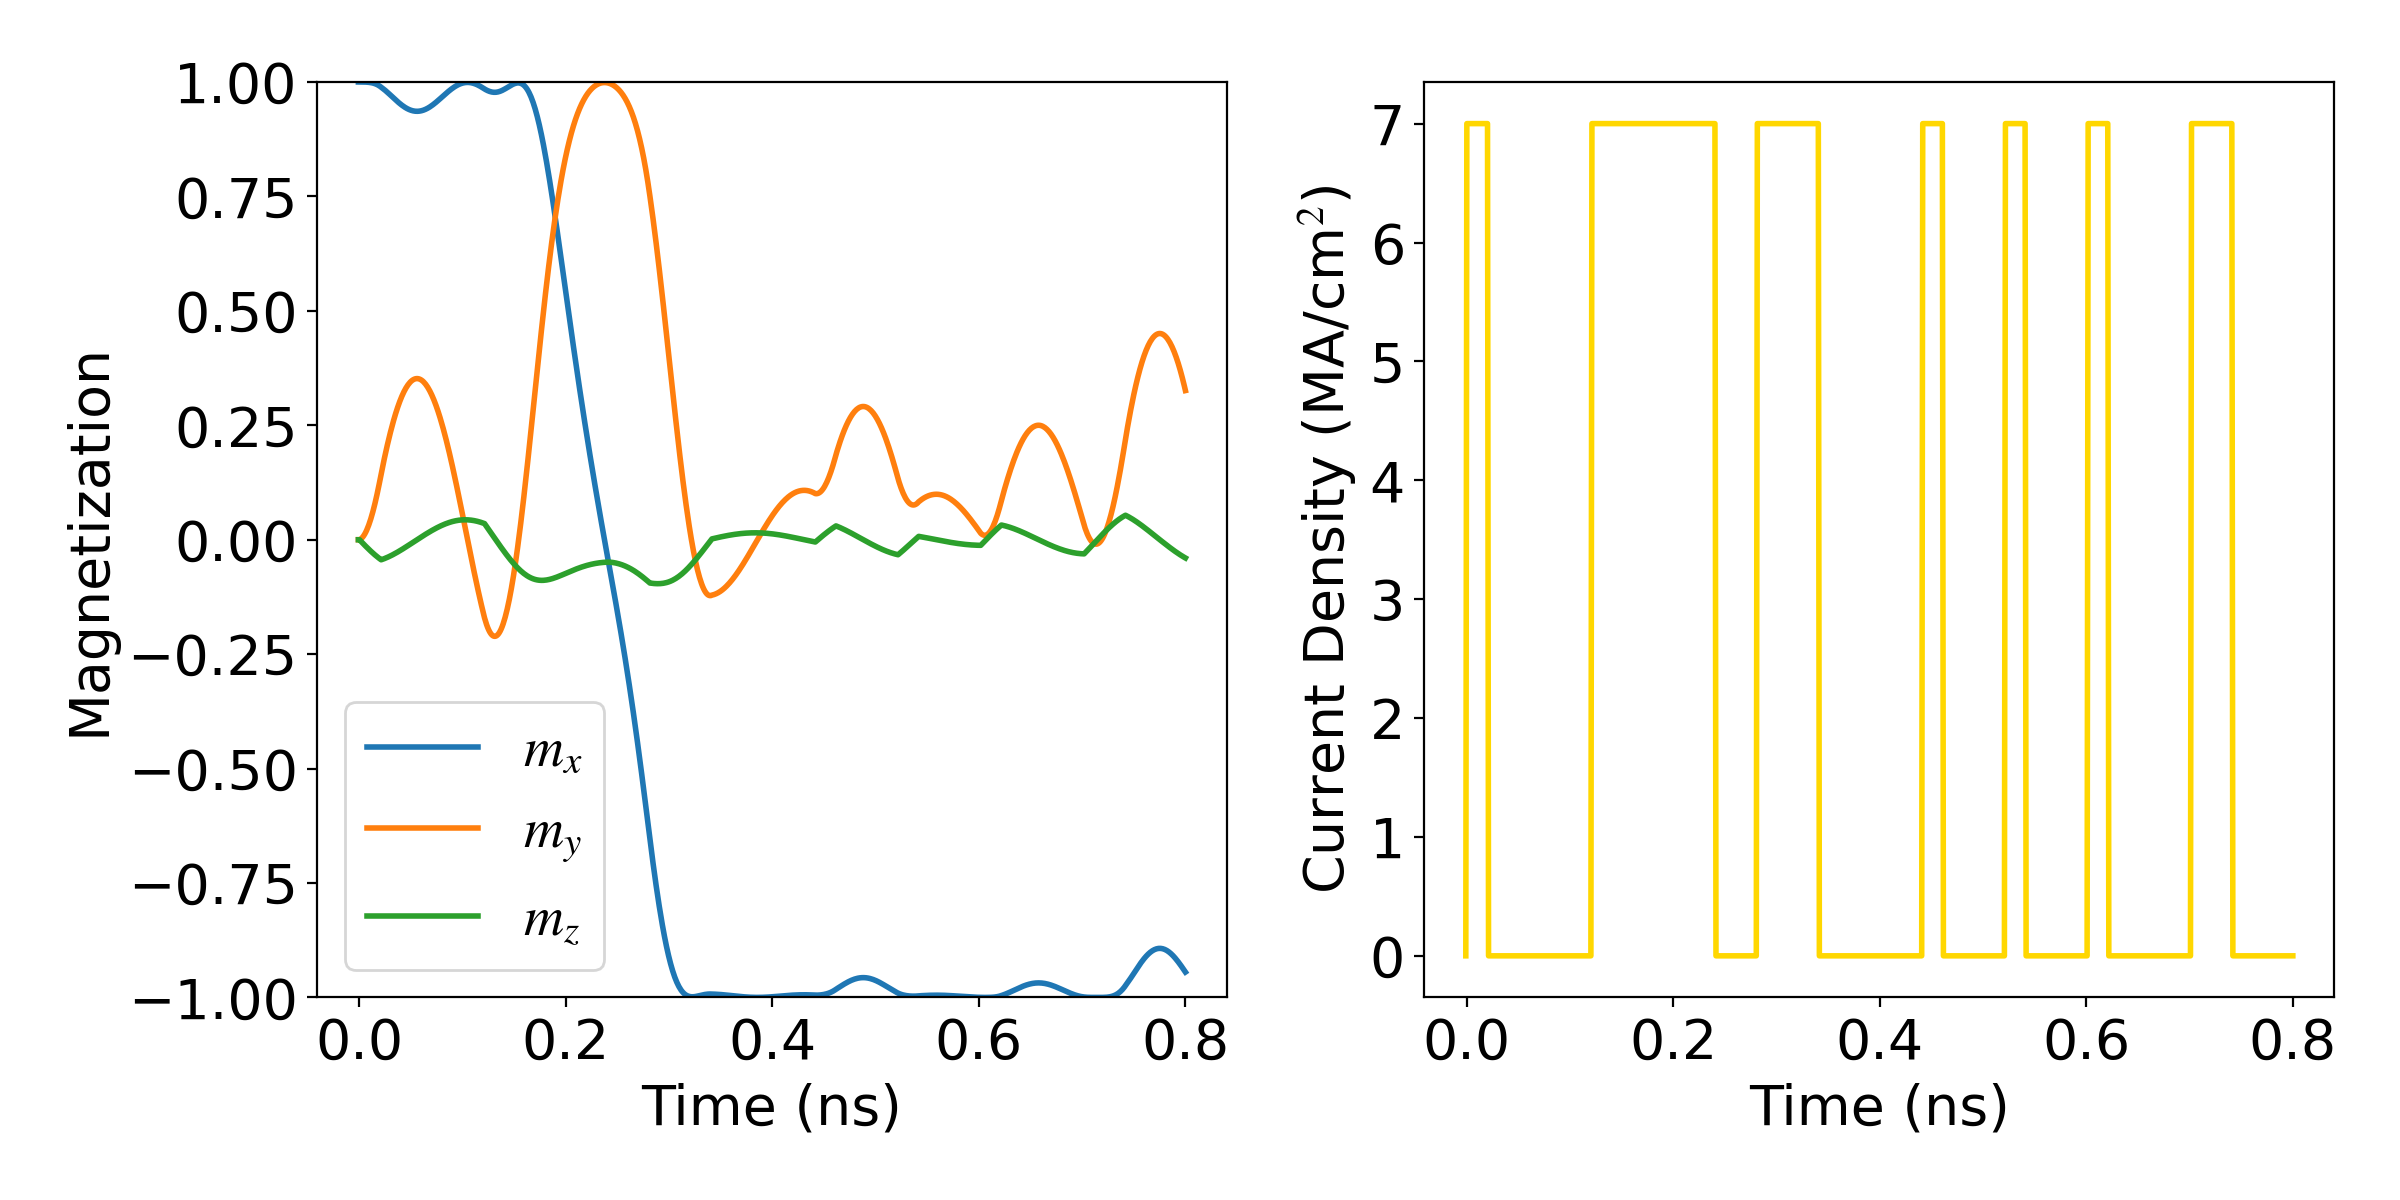 1.00
0.75
0.50
0.25
0.00
−0.25
−0.50
−0.75
−1.00
Magnetization
m_x
m_y
m_z
0.0 0.2 0.4 0.6 0.8
Time (ns)
7
6
5
4
3
2
1
0
Current Density (MA/cm²)
0.0 0.2 0.4 0.6 0.8
Time (ns)